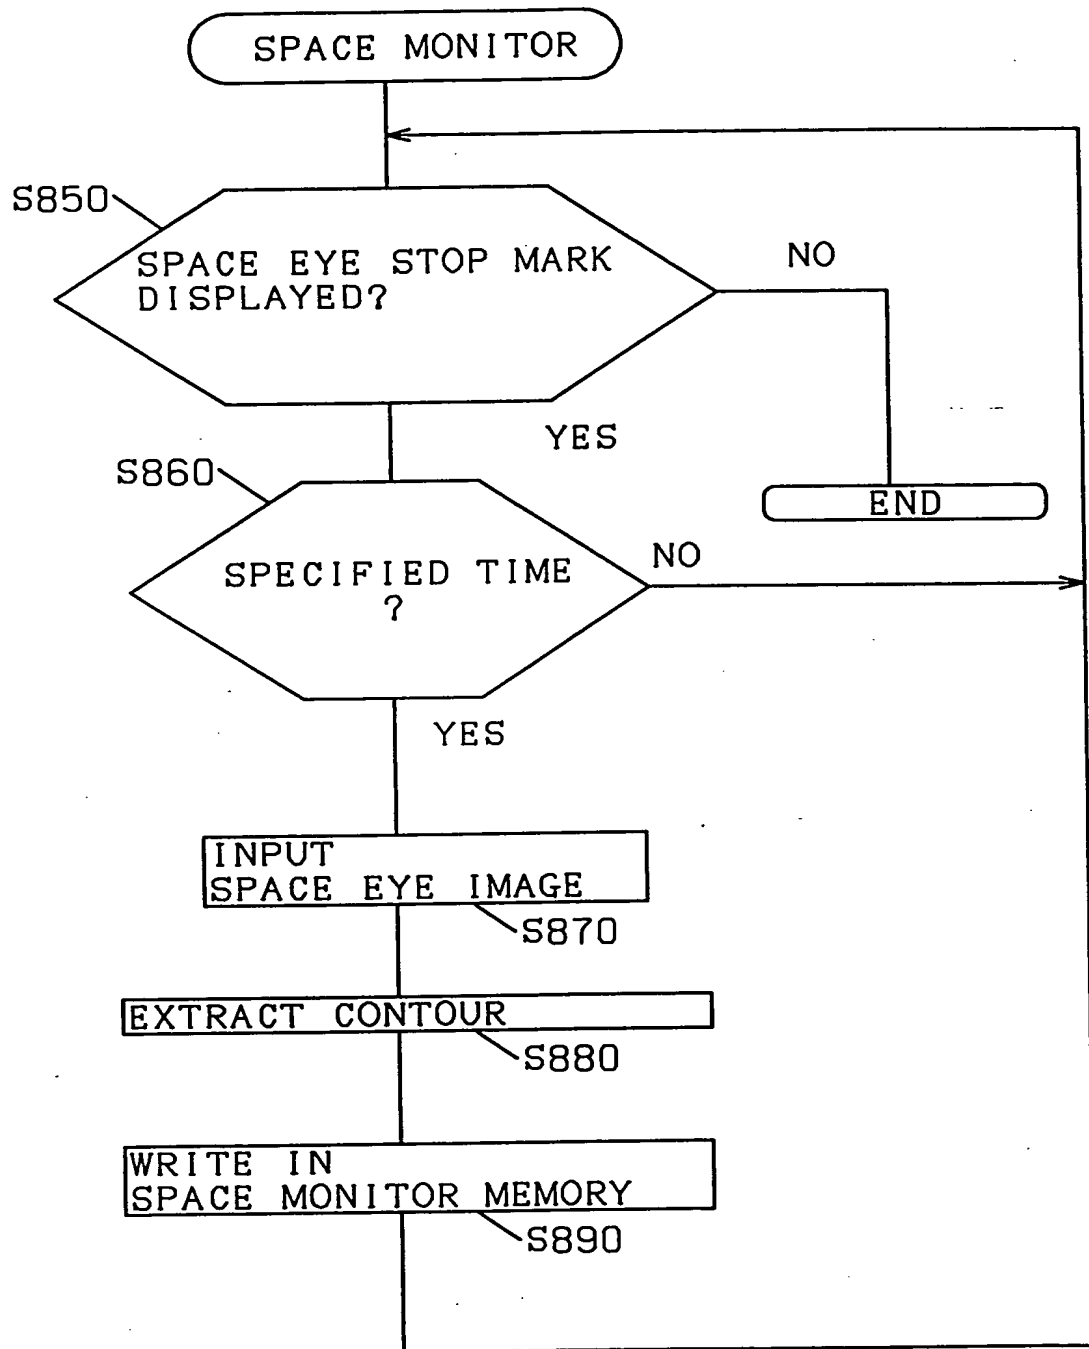 SPACE MONITOR
S850
SPACE EYE STOP MARK
DISPLAYED?
NO
YES
END
S860
SPECIFIED TIME
?
NO
YES
INPUT
SPACE EYE IMAGE
S870
EXTRACT CONTOUR
S880
WRITE IN
SPACE MONITOR MEMORY
S890